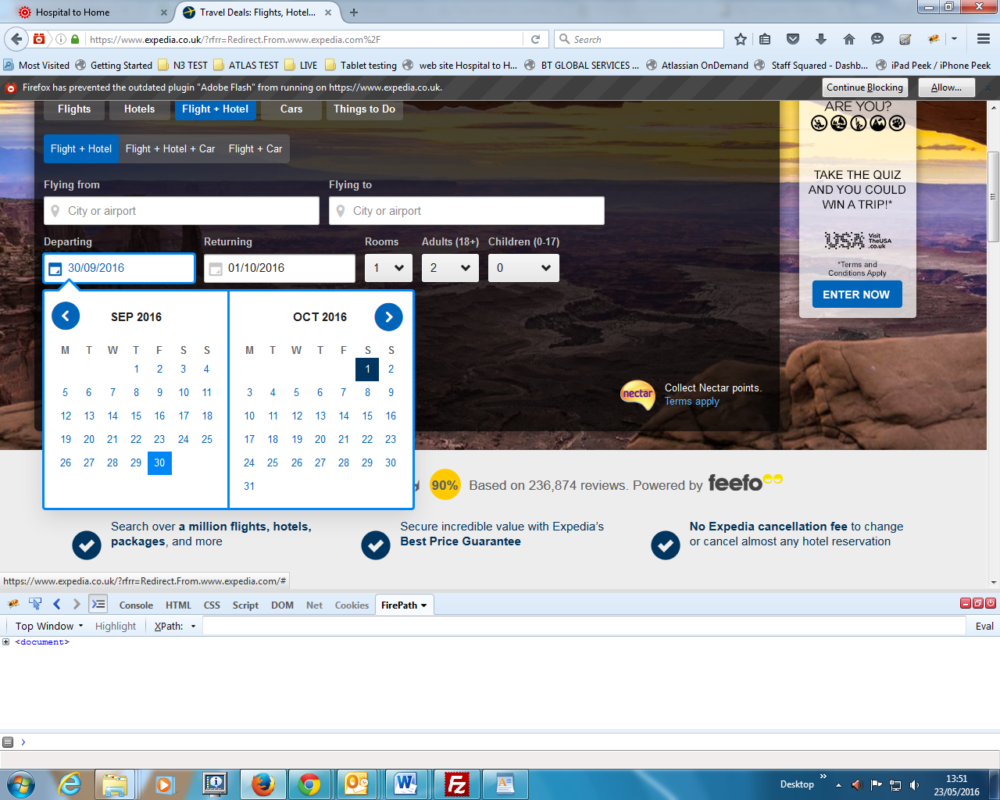 Hospital to Home
Travel Deals: Flights, Hotel...
https://www.expedia.co.uk/?rfrr=Redirect.From.www.expedia.com%2F
Search
Most Visited Getting Started N3 TEST ATLAS TEST LIVE Tablet testing web site Hospital to H... BT GLOBAL SERVICES ... Atlassian OnDemand Staff Squared - Dashb... iPad Peek / iPhone Peek
Firefox has prevented the outdated plugin "Adobe Flash" from running on https://www.expedia.co.uk. Continue Blocking Allow...
Flights Hotels Flight + Hotel Cars Things to Do
Flight + Hotel Flight + Hotel + Car Flight + Car
Flying from Flying to
City or airport City or airport
Departing Returning Rooms Adults (18+) Children (0-17)
30/09/2016 01/10/2016 1 2 0
SEP 2016
M T W T F S S
1 2 3 4
5 6 7 8 9 10 11
12 13 14 15 16 17 18
19 20 21 22 23 24 25
26 27 28 29 30
OCT 2016
M T W T F S S
1 2
3 4 5 6 7 8 9
10 11 12 13 14 15 16
17 18 19 20 21 22 23
24 25 26 27 28 29 30
31
ARE YOU?
TAKE THE QUIZ
AND YOU COULD
WIN A TRIP!*
USA Visit
TheUSA
.co.uk
*Terms and
Conditions Apply
ENTER NOW
nectar
Collect Nectar points.
Terms apply
90% Based on 236,874 reviews. Powered by feefo
Search over a million flights, hotels,
packages, and more
Secure incredible value with Expedia's
Best Price Guarantee
No Expedia cancellation fee to change
or cancel almost any hotel reservation
https://www.expedia.co.uk/?rfrr=Redirect.From.www.expedia.com/#
Console HTML CSS Script DOM Net Cookies FirePath
Top Window Highlight XPath: Eval
<document>
Desktop
13:51
23/05/2016